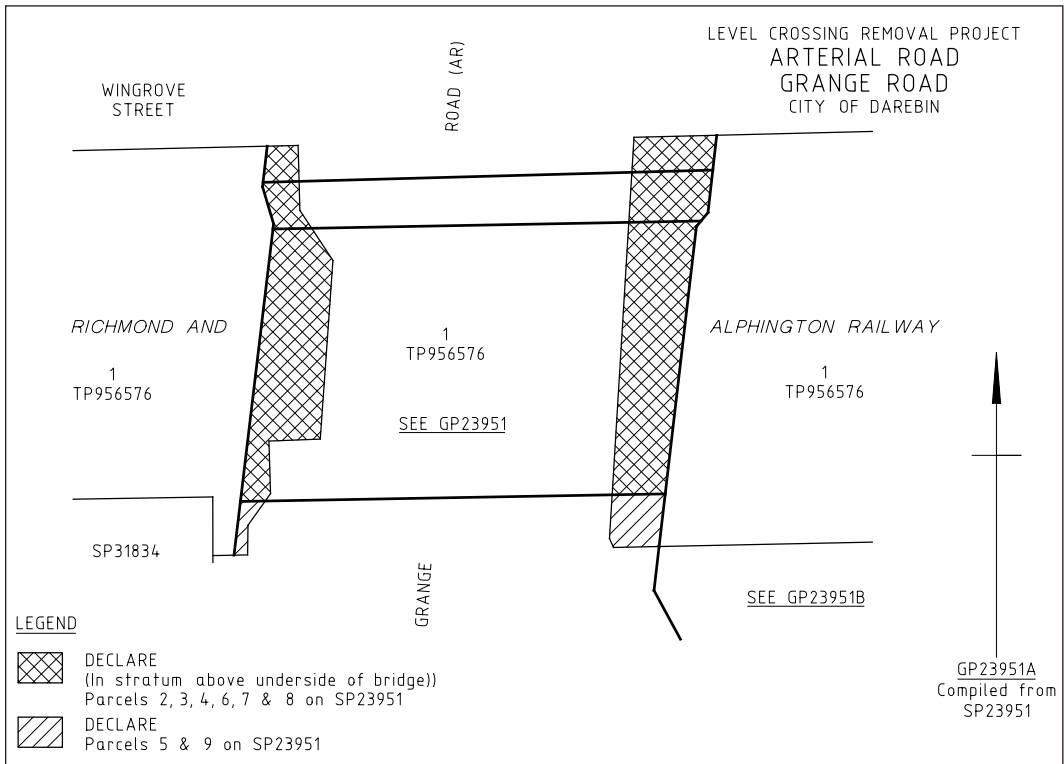 LEVEL CROSSING REMOVAL PROJECT
ARTERIAL ROAD
GRANGE ROAD
CITY OF DAREBIN
WINGROVE
STREET
ROAD (AR)
RICHMOND AND
ALPHINGTON RAILWAY
1
TP956576
1
TP956576
1
TP956576
SEE GP23951
SP31834
GRANGE
SEE GP23951B
LEGEND
DECLARE
(In stratum above underside of bridge))
Parcels 2, 3, 4, 6, 7 & 8 on SP23951
DECLARE
Parcels 5 & 9 on SP23951
GP23951A
Compiled from
SP23951